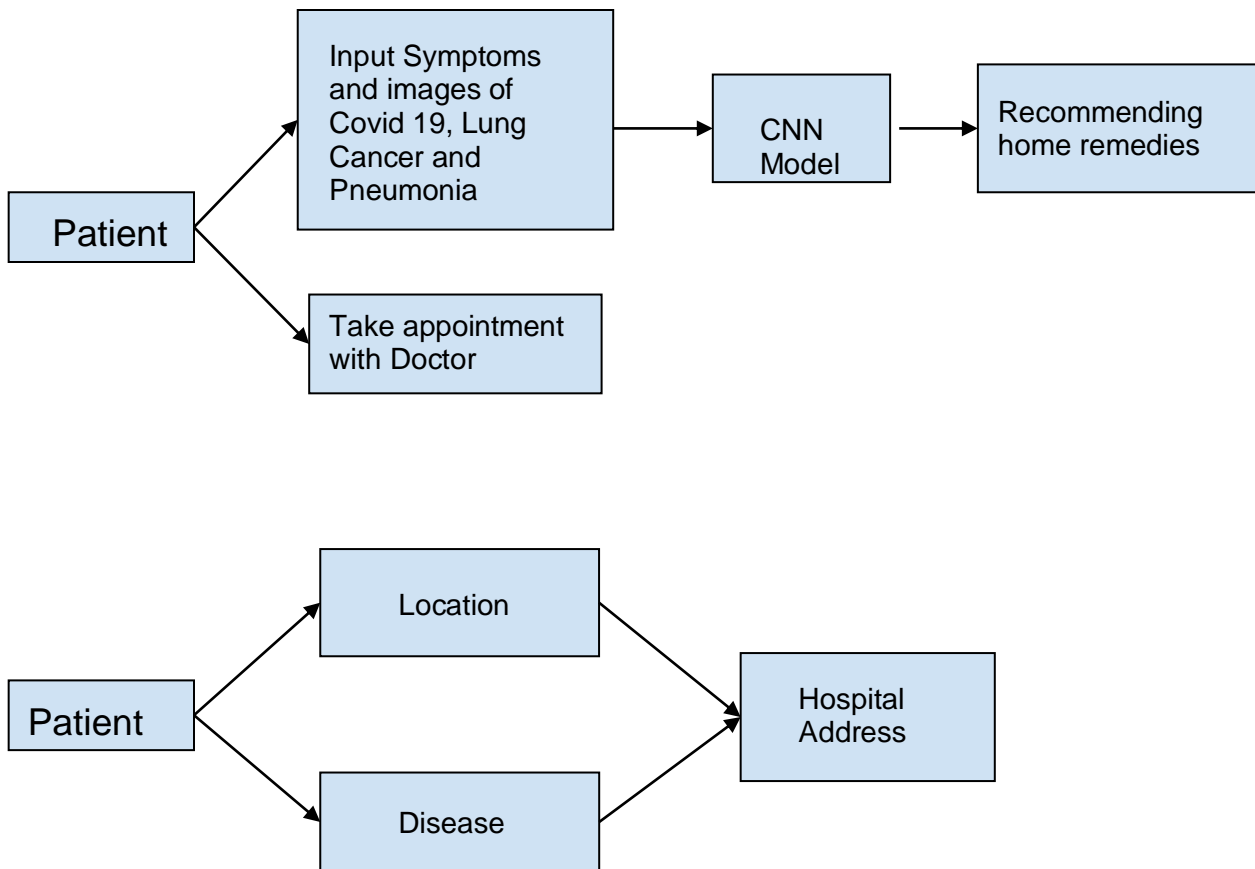 Input Symptoms
and images of
Covid 19, Lung
Cancer and
Pneumonia
CNN
Model
Recommending
home remedies
Patient
Take appointment
with Doctor
Location
Hospital
Address
Patient
Disease